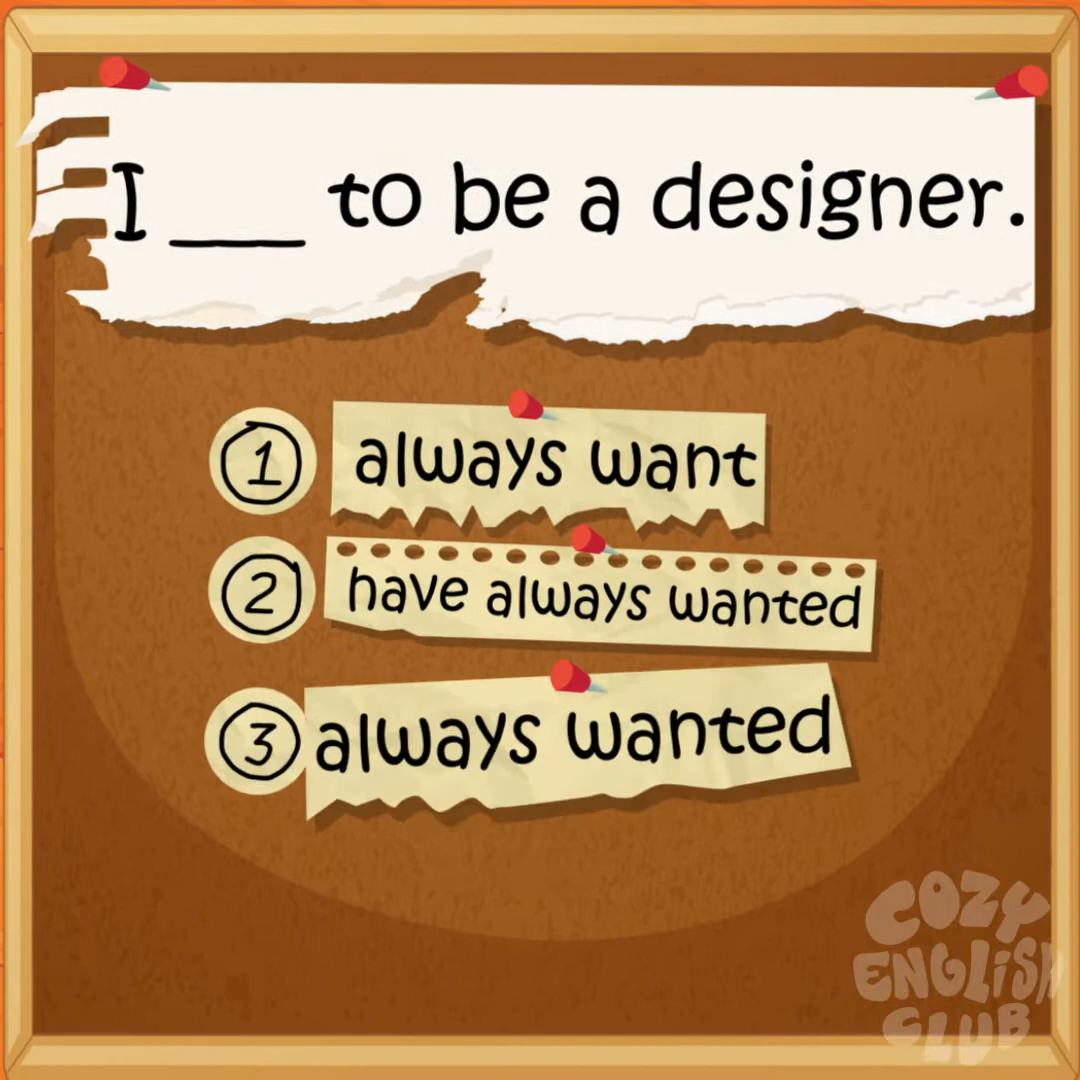 I ___ to be a designer.
1 always want
2 have always wanted
3 always wanted
COZY
ENGLISH
CLUB